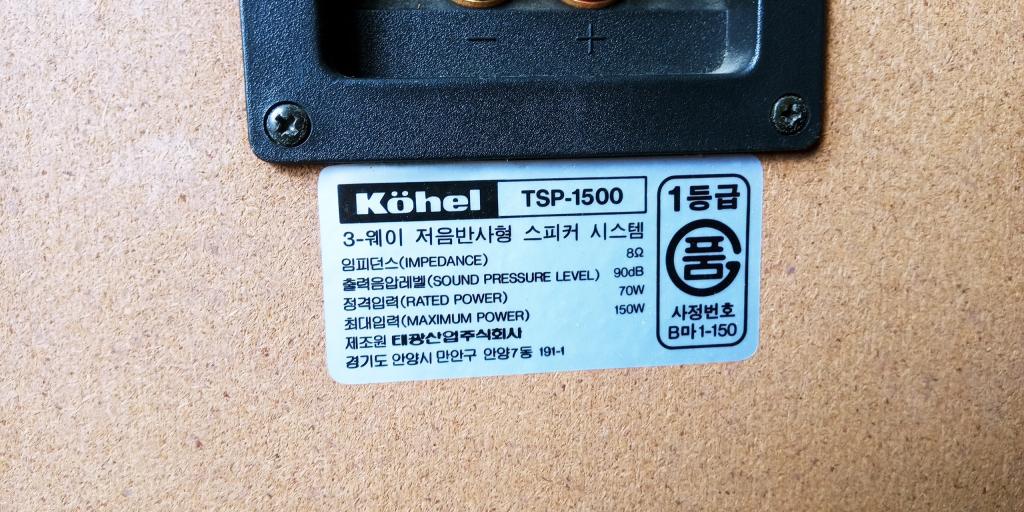 − +
Köhel TSP-1500
3-웨이 저음반사형 스피커 시스템
임피던스(IMPEDANCE) 8Ω
출력음압레벨(SOUND PRESSURE LEVEL) 90dB
정격입력(RATED POWER) 70W
최대입력(MAXIMUM POWER) 150W
제조원 태광산업주식회사
경기도 안양시 만안구 안양7동 191-1
1등급
품
사정번호
B마1-150